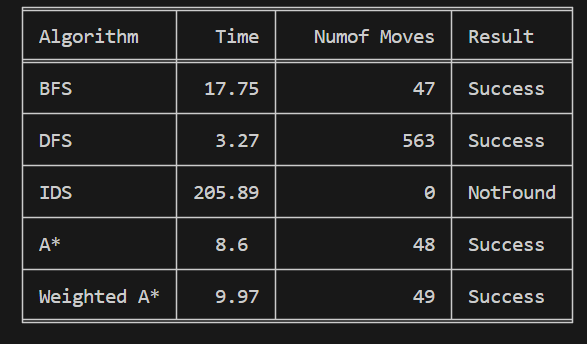 Algorithm Time Numof Moves Result
BFS 17.75 47 Success
DFS 3.27 563 Success
IDS 205.89 0 NotFound
A* 8.6 48 Success
Weighted A* 9.97 49 Success